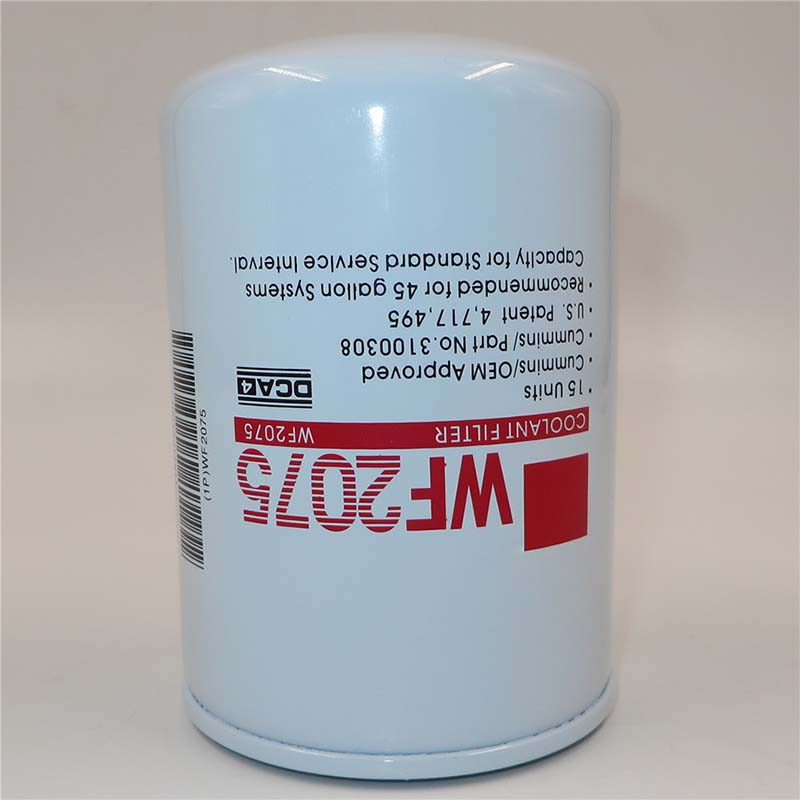 WF2075
COOLANT FILTER WF2075
• 15 Units
• Cummins/OEM Approved
• Cummins/ Part No.3100308
• U.S. Patent 4,717,495
• Recommended for 45 gallon Systems
Capacity for Standard Service Interval.
DCA4
(1P)WF2075